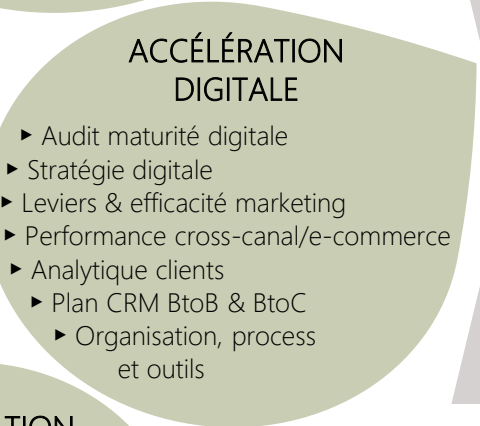 ACCÉLÉRATION
DIGITALE
▸ Audit maturité digitale
▸ Stratégie digitale
▸ Leviers & efficacité marketing
▸ Performance cross-canal/e-commerce
▸ Analytique clients
▸ Plan CRM BtoB & BtoC
▸ Organisation, process
et outils